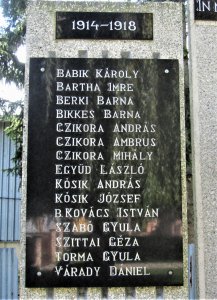 1914-1918
BABIK KÁROLY
BARTHA IMRE
BERKI BARNA
BIKKES BARNA
CZIKORA ANDRÁS
CZIKORA AMBRUS
CZIKORA MIHÁLY
EGYÜD LÁSZLÓ
KÓSIK ANDRÁS
KÓSIK JÓZSEF
B.KOVÁCS ISTVÁN
SZABÓ GYULA
SZITTAI GÉZA
TORMA GYULA
VÁRADY DÁNIEL